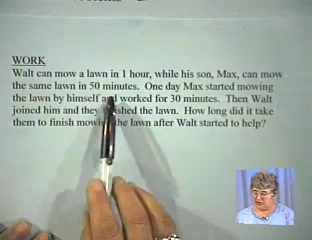 WORK
Walt can mow a lawn in 1 hour, while his son, Max, can mow
the same lawn in 50 minutes. One day Max started mowing
the lawn by himself and worked for 30 minutes. Then Walt
joined him and they the lawn. How long did it take
them to finish the lawn after Walt started to help?